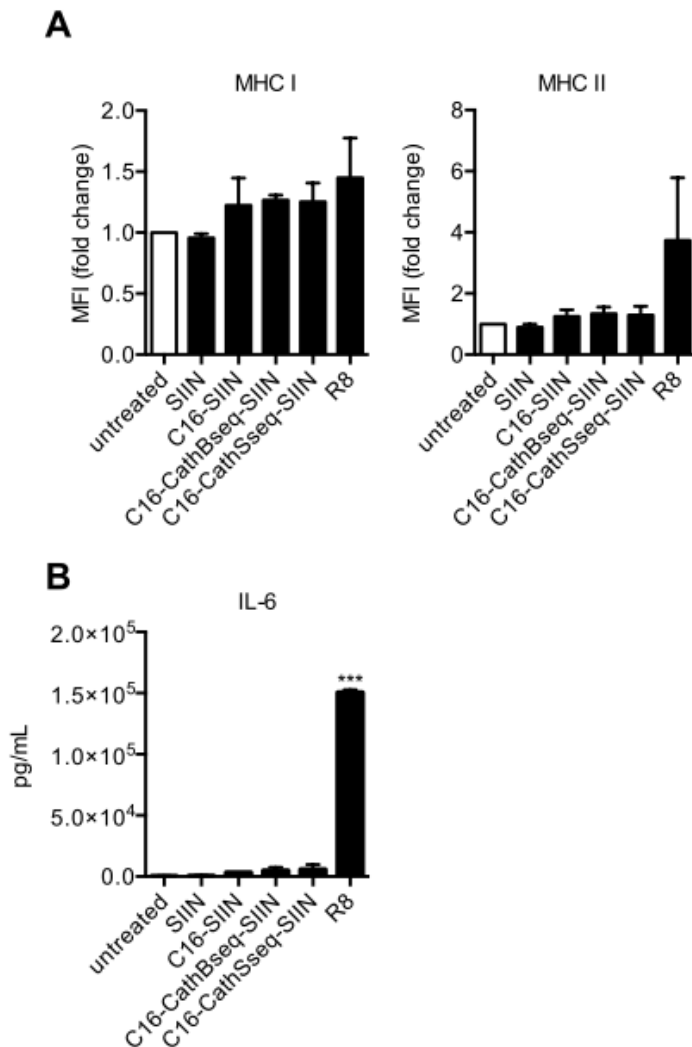 A
MHC I
MHC II
MFI (fold change)
2.0
1.5
1.0
0.5
0.0
untreated
SIIN
C16-SIIN
C16-CathBseq-SIIN
C16-CathSseq-SIIN
R8
MFI (fold change)
8
6
4
2
0
untreated
SIIN
C16-SIIN
C16-CathBseq-SIIN
C16-CathSseq-SIIN
R8
B
IL-6
pg/mL
2.0×10⁵
1.5×10⁵
1.0×10⁵
5.0×10⁴
0.0
***
untreated
SIIN
C16-SIIN
C16-CathBseq-SIIN
C16-CathSseq-SIIN
R8